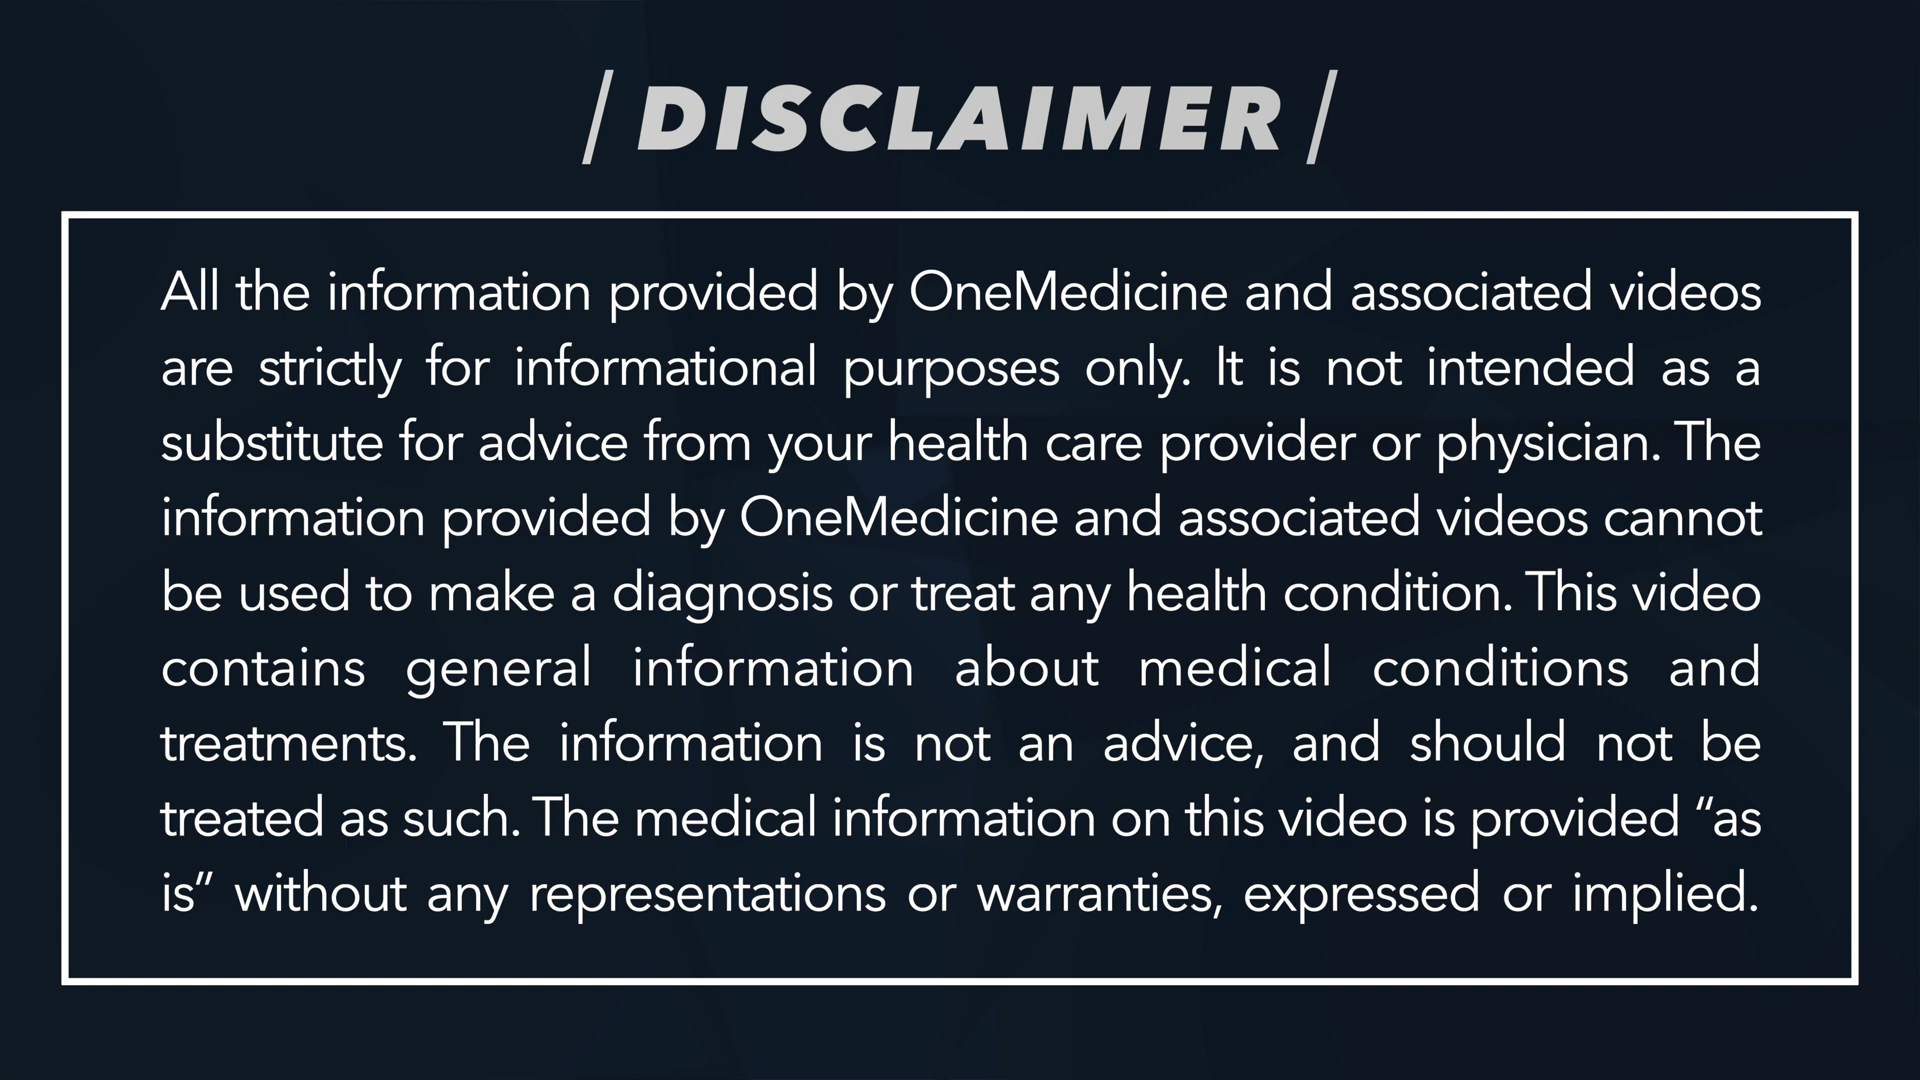 / DISCLAIMER /
All the information provided by OneMedicine and associated videos
are strictly for informational purposes only. It is not intended as a
substitute for advice from your health care provider or physician. The
information provided by OneMedicine and associated videos cannot
be used to make a diagnosis or treat any health condition. This video
contains general information about medical conditions and
treatments. The information is not an advice, and should not be
treated as such. The medical information on this video is provided “as
is” without any representations or warranties, expressed or implied.